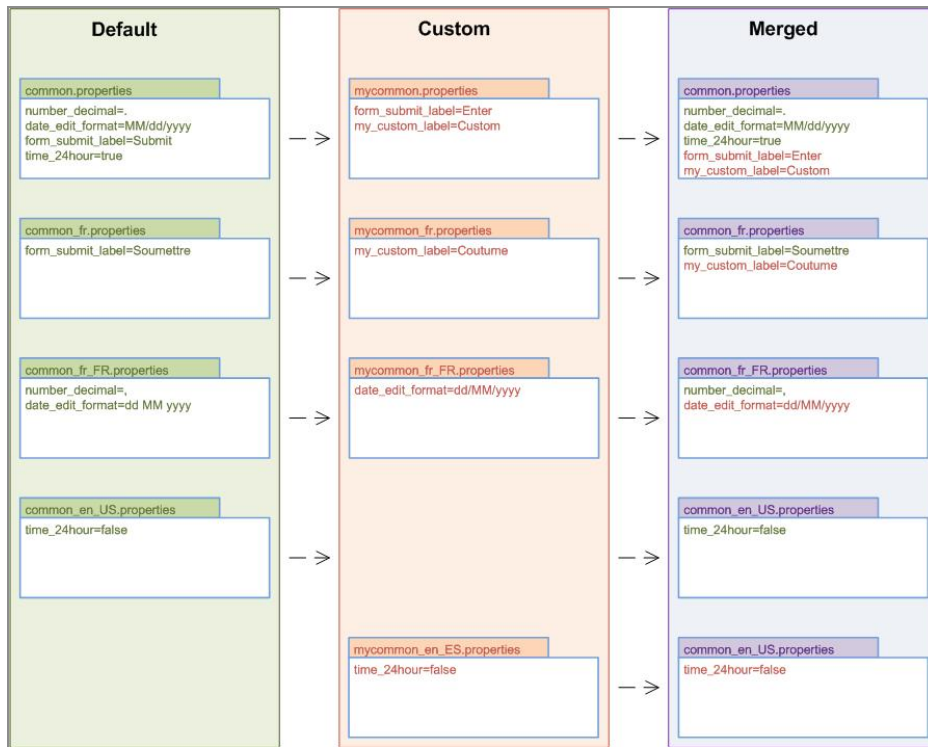 Default
common.properties
number_decimal=.
date_edit_format=MM/dd/yyyy
form_submit_label=Submit
time_24hour=true
common_fr.properties
form_submit_label=Soumettre
common_fr_FR.properties
number_decimal=,
date_edit_format=dd MM yyyy
common_en_US.properties
time_24hour=false
Custom
mycommon.properties
form_submit_label=Enter
my_custom_label=Custom
mycommon_fr.properties
my_custom_label=Coutume
mycommon_fr_FR.properties
date_edit_format=dd/MM/yyyy
mycommon_en_ES.properties
time_24hour=false
Merged
common.properties
number_decimal=.
date_edit_format=MM/dd/yyyy
time_24hour=true
form_submit_label=Enter
my_custom_label=Custom
common_fr.properties
form_submit_label=Soumettre
my_custom_label=Coutume
common_fr_FR.properties
number_decimal=,
date_edit_format=dd/MM/yyyy
common_en_US.properties
time_24hour=false
common_en_US.properties
time_24hour=false